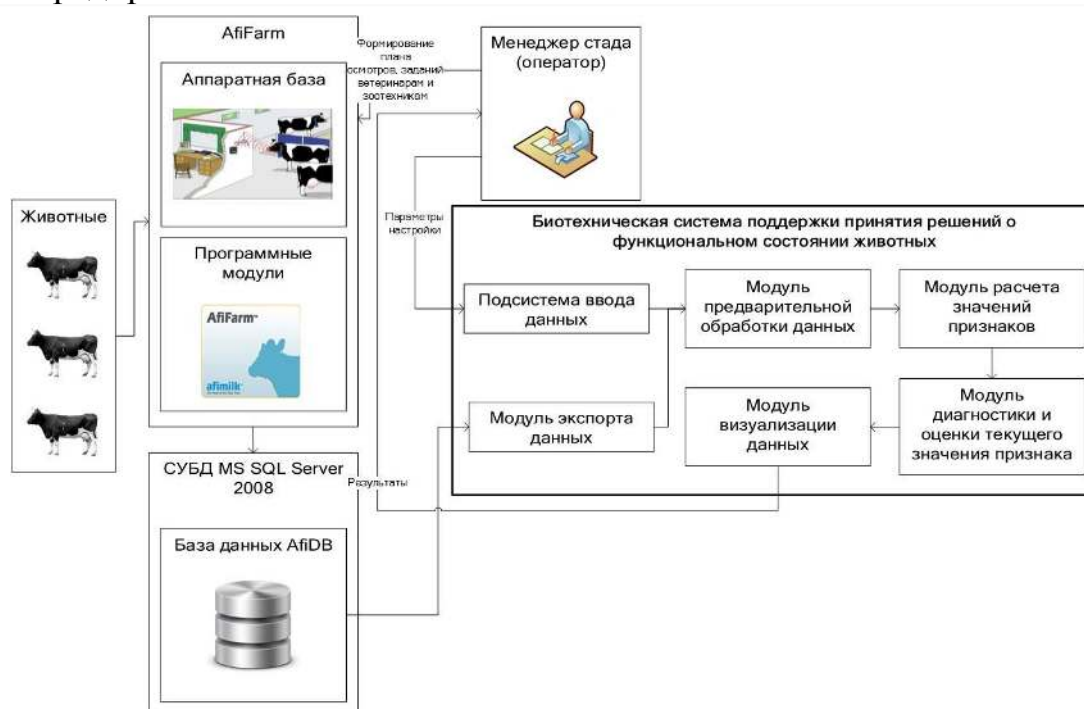 AfiFarm
Аппаратная база
Формирование
плана
осмотров, заданий
ветеринарам и
зоотехникам
Менеджер стада
(оператор)
Животные
Программные
модули
AfiFarm™
afimilk
Параметры
настройки
Биотехническая система поддержки принятия решений о
функциональном состоянии животных
Подсистема ввода
данных
Модуль
предварительной
обработки данных
Модуль расчета
значений
признаков
Модуль экспорта
данных
Модуль
визуализации
данных
Модуль
диагностики и
оценки текущего
значения признака
СУБД MS SQL Server
2008
Результаты
База данных AfiDB